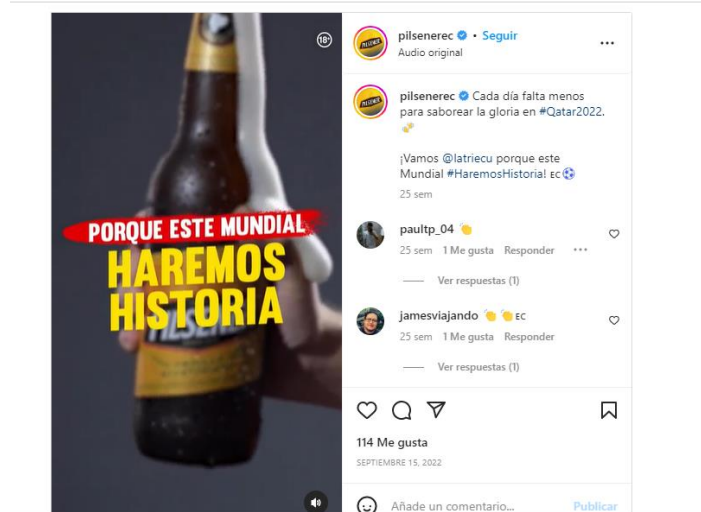 18+
PORQUE ESTE MUNDIAL
HAREMOS
HISTORIA
PILSENER
pilsenerec • Seguir
Audio original
pilsenerec Cada día falta menos
para saborear la gloria en #Qatar2022.
¡Vamos @latriecu porque este
Mundial #HaremosHistoria! EC
25 sem
paultp_04
25 sem 1 Me gusta Responder
Ver respuestas (1)
jamesviajando EC
25 sem 1 Me gusta Responder
Ver respuestas (1)
114 Me gusta
SEPTIEMBRE 15, 2022
Añade un comentario... Publicar